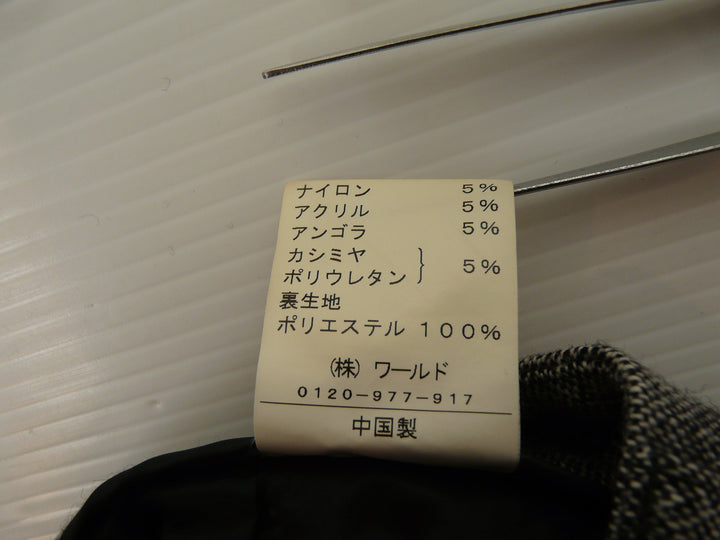 ナイロン 5%
アクリル 5%
アンゴラ 5%
カシミヤ
ポリウレタン } 5%
裏生地
ポリエステル 100%
(株) ワールド
0120-977-917
中国製